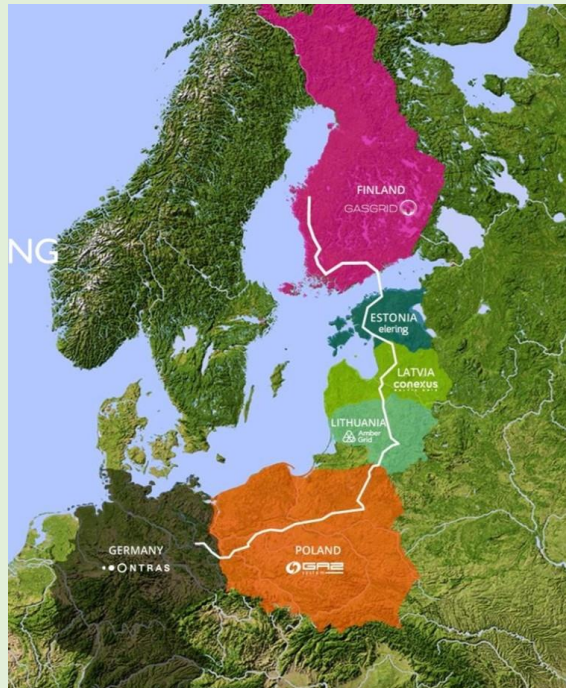 NG
FINLAND
GASGRID
ESTONIA
elering
LATVIA
conexus
LITHUANIA
Amber
Grid
GERMANY
ONTRAS
POLAND
GAZ